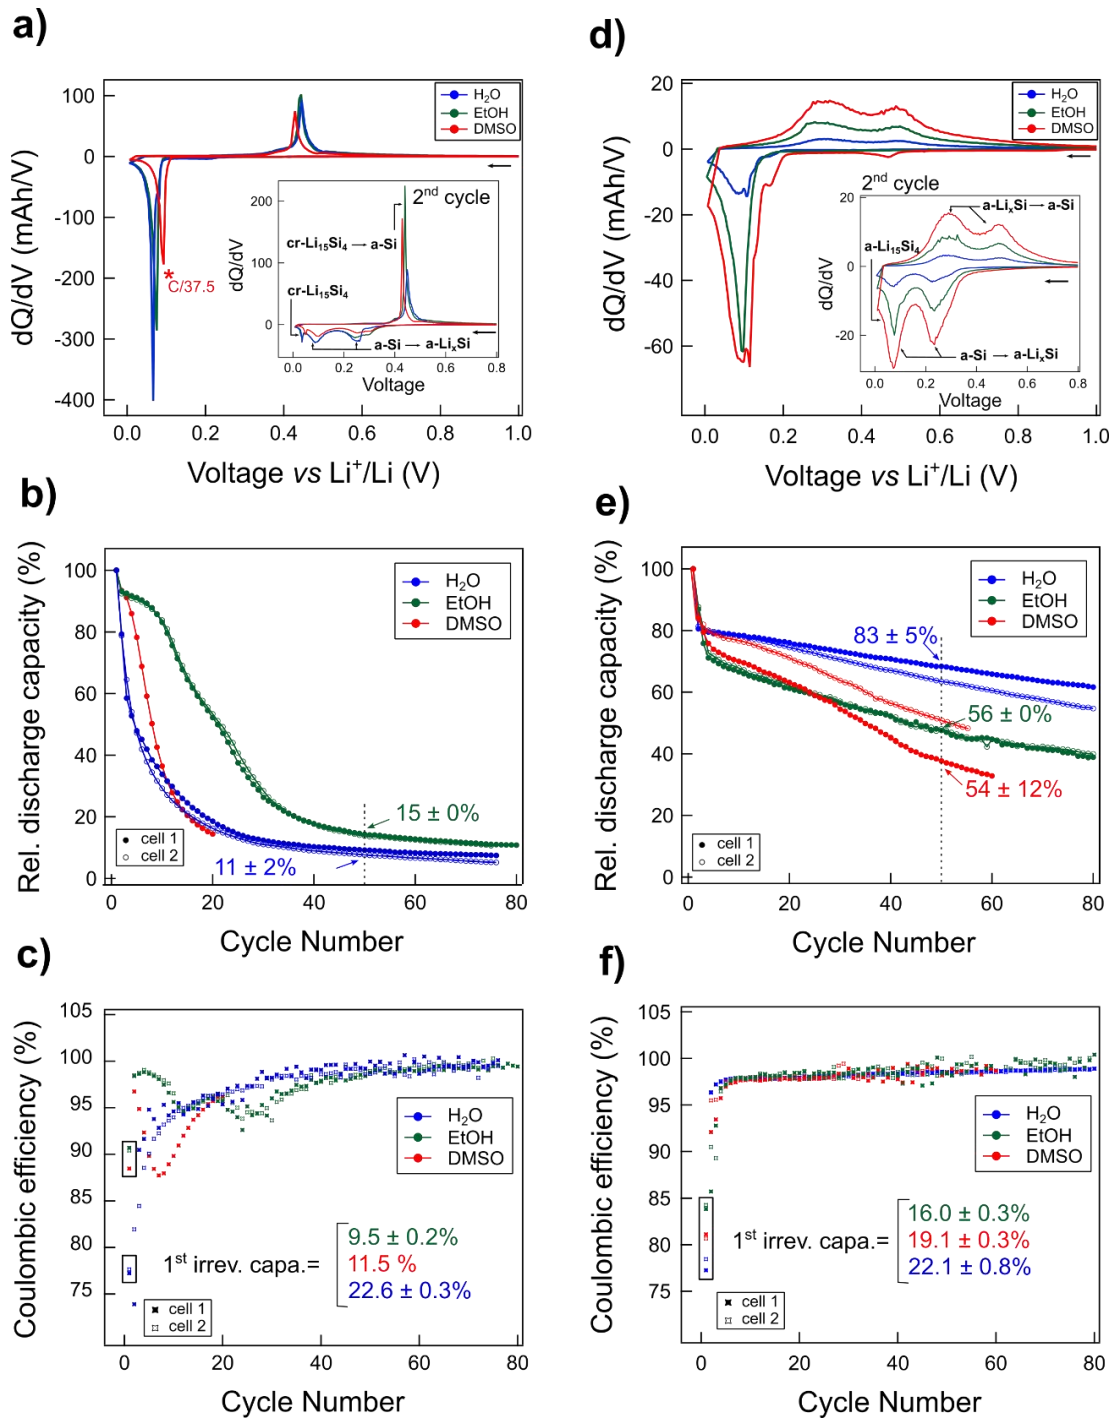 a)
dQ/dV (mAh/V)
100
0
-100
-200
-300
-400
H₂O
EtOH
DMSO
*
C/37.5
2nd cycle
dQ/dV
200
100
0
cr-Li₁₅Si₄ → a-Si
cr-Li₁₅Si₄
a-Si → a-LiₓSi
0.0 0.2 0.4 0.6 0.8
Voltage
0.0 0.2 0.4 0.6 0.8 1.0
Voltage vs Li⁺/Li (V)
d)
dQ/dV (mAh/V)
20
0
-20
-40
-60
H₂O
EtOH
DMSO
2nd cycle
dQ/dV
20
0
-20
a-LiₓSi → a-Si
a-Li₁₅Si₄
a-Si → a-LiₓSi
0.0 0.2 0.4 0.6 0.8
Voltage
0.0 0.2 0.4 0.6 0.8 1.0
Voltage vs Li⁺/Li (V)
b)
Rel. discharge capacity (%)
100
80
60
40
20
0
H₂O
EtOH
DMSO
15 ± 0%
11 ± 2%
cell 1
cell 2
0 20 40 60 80
Cycle Number
e)
Rel. discharge capacity (%)
100
80
60
40
20
0
H₂O
EtOH
DMSO
83 ± 5%
56 ± 0%
54 ± 12%
cell 1
cell 2
0 20 40 60 80
Cycle Number
c)
Coulombic efficiency (%)
105
100
95
90
85
80
75
H₂O
EtOH
DMSO
1st irrev. capa.=
9.5 ± 0.2%
11.5 %
22.6 ± 0.3%
cell 1
cell 2
0 20 40 60 80
Cycle Number
f)
Coulombic efficiency (%)
105
100
95
90
85
80
75
H₂O
EtOH
DMSO
1st irrev. capa.=
16.0 ± 0.3%
19.1 ± 0.3%
22.1 ± 0.8%
cell 1
cell 2
0 20 40 60 80
Cycle Number